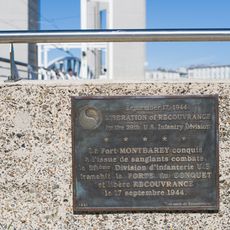 September 17, 1944
LIBERATION of RECOUVRANCE
by the 29th U.S. Infantry Division
Le Fort MONTBAREY conquis
à l'issue de sanglants combats
la 29ième Division d'Infanterie U.S
franchit la PORTE du CONQUET
et libère RECOUVRANCE
le 17 septembre 1944